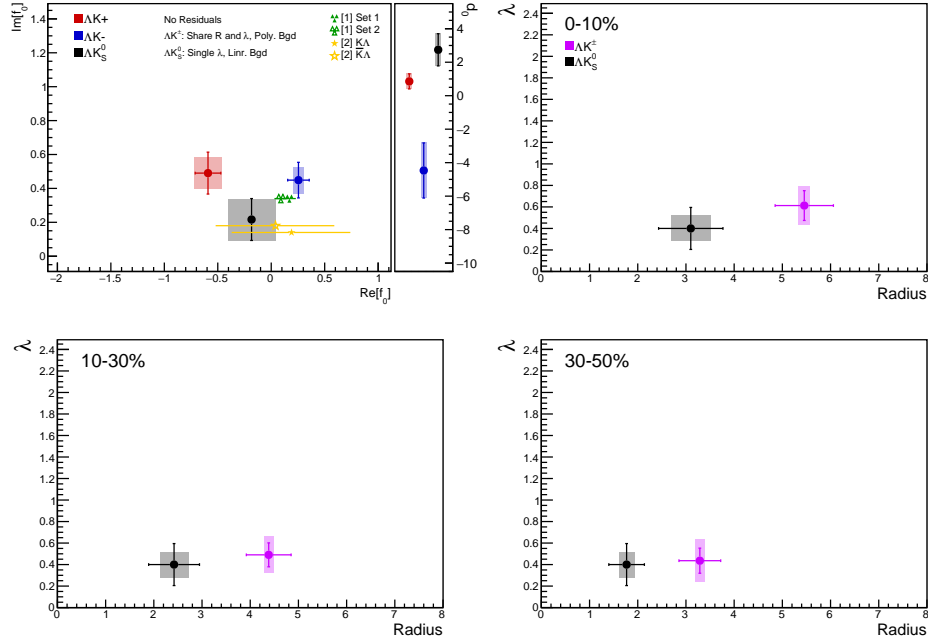 Im[f₀]
1.4
1.2
1
0.8
0.6
0.4
0.2
0
−2
−1.5
−1
−0.5
0
0.5
1
Re[f₀]
ΛK+
ΛK-
ΛK⁰S
No Residuals
ΛK±: Share R and λ, Poly. Bgd
ΛK⁰S: Single λ, Linr. Bgd
[1] Set 1
[1] Set 2
[2] KΛ
[2] K̅Λ
d₀
4
2
0
−2
−4
−6
−8
−10
λ
0-10%
ΛK±
ΛK⁰S
2.4
2.2
2
1.8
1.6
1.4
1.2
1
0.8
0.6
0.4
0.2
0
0 1 2 3 4 5 6 7 8
Radius
λ
10-30%
2.4
2.2
2
1.8
1.6
1.4
1.2
1
0.8
0.6
0.4
0.2
0
0 1 2 3 4 5 6 7 8
Radius
λ
30-50%
2.4
2.2
2
1.8
1.6
1.4
1.2
1
0.8
0.6
0.4
0.2
0
0 1 2 3 4 5 6 7 8
Radius